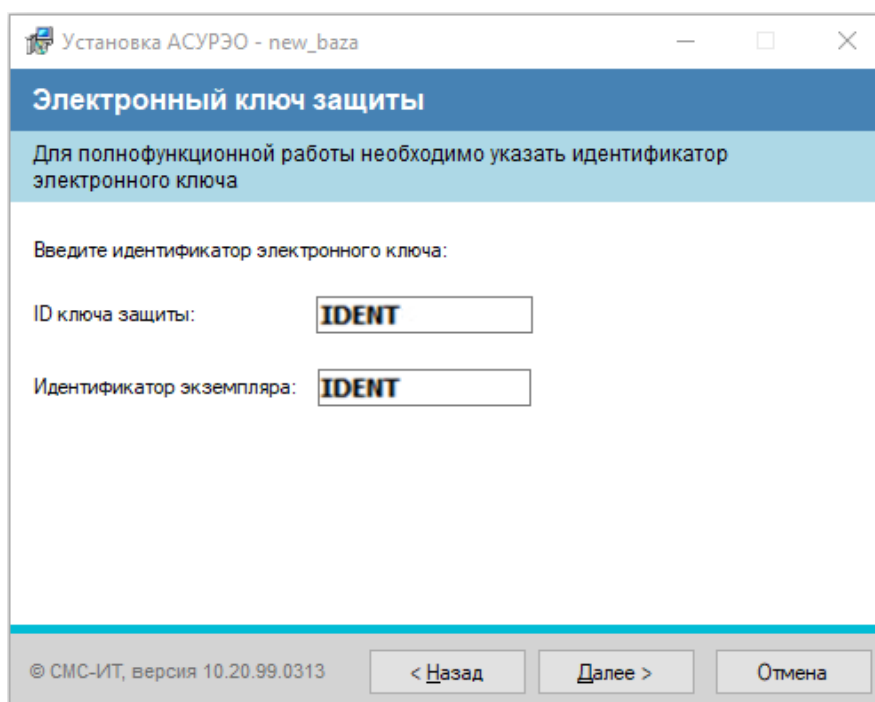 Установка АСУРЭО - new_baza
Электронный ключ защиты
Для полнофункционной работы необходимо указать идентификатор
электронного ключа
Введите идентификатор электронного ключа:
ID ключа защиты: IDENT
Идентификатор экземпляра: IDENT
© СМС-ИТ, версия 10.20.99.0313 < Назад Далее > Отмена